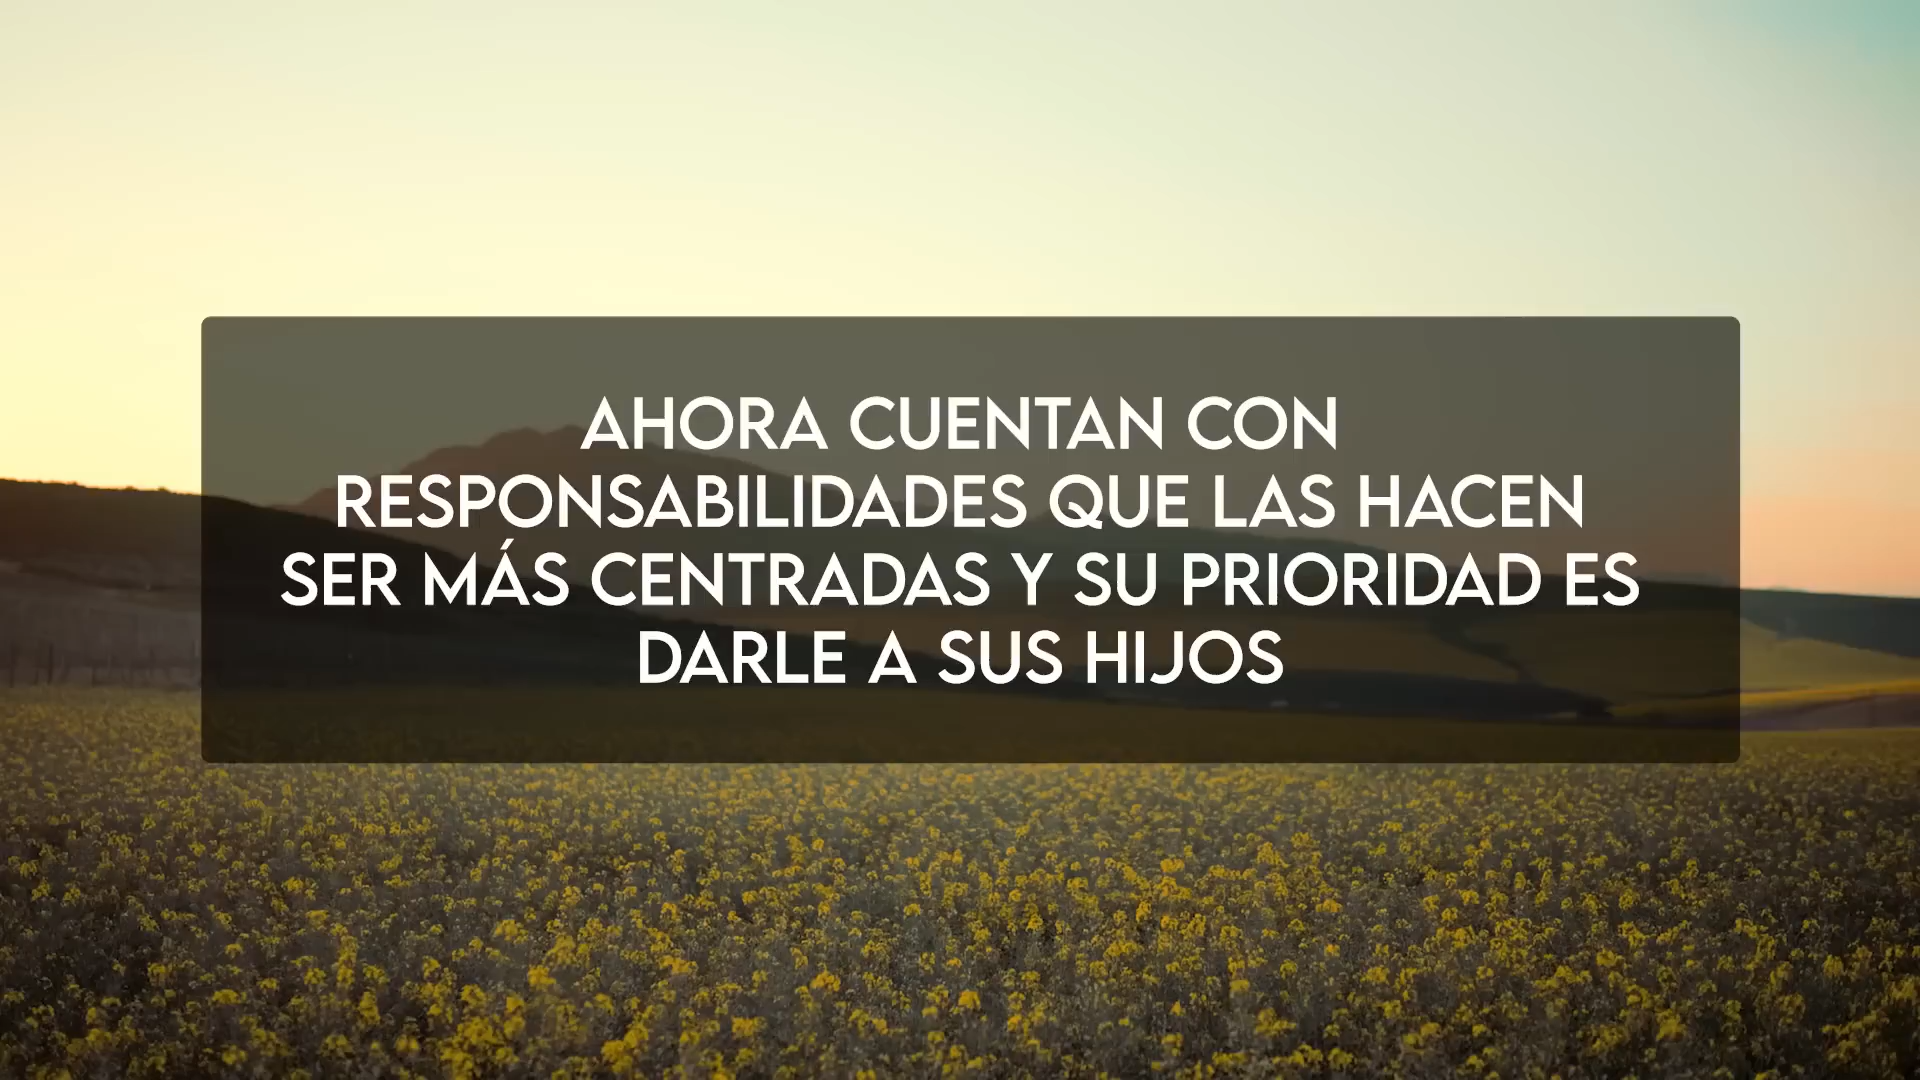 AHORA CUENTAN CON
RESPONSABILIDADES QUE LAS HACEN
SER MÁS CENTRADAS Y SU PRIORIDAD ES
DARLE A SUS HIJOS